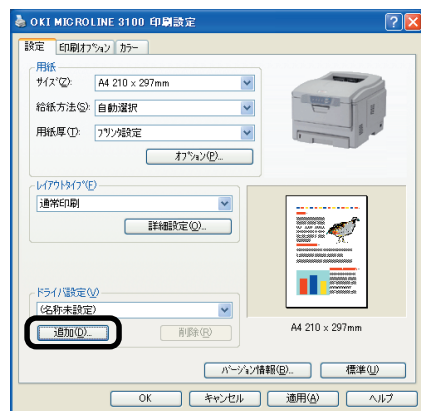 OKI MICROLINE 3100 印刷設定
設定 印刷オプション カラー
用紙
サイズ(Z): A4 210 x 297mm
給紙方法(S): 自動選択
用紙厚(T): プリンタ設定
オプション(P)...
レイアウトタイプ(E)
通常印刷
詳細設定(O)...
ドライバ設定(V)
(名称未設定)
追加(D)... 削除(R)
A4 210 x 297mm
バージョン情報(B)... 標準(U)
OK キャンセル 適用(A) ヘルプ